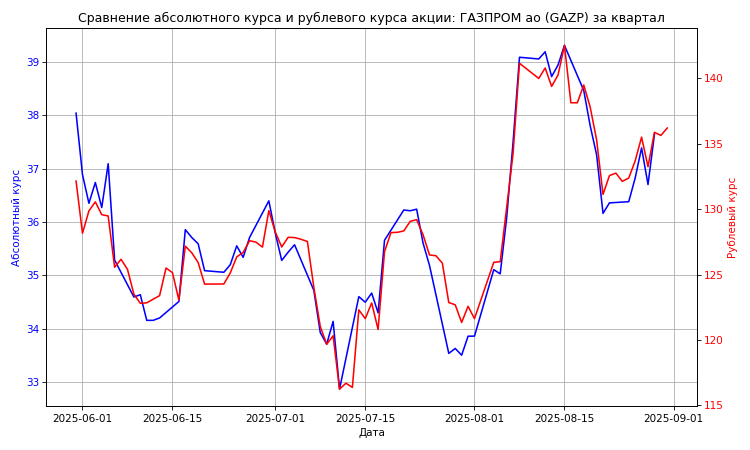 Сравнение абсолютного курса и рублевого курса акции: ГАЗПРОМ ао (GAZP) за квартал
39
38
37
36
35
34
33
Абсолютный курс
140
135
130
125
120
115
Рублевый курс
2025-06-01 2025-06-15 2025-07-01 2025-07-15 2025-08-01 2025-08-15 2025-09-01
Дата